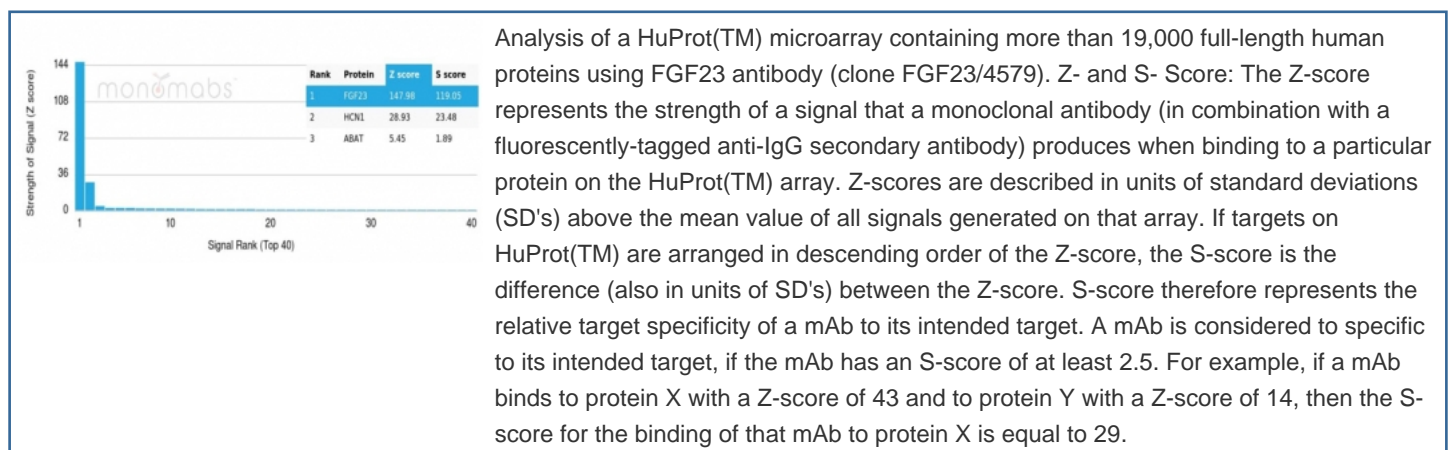 144
108
72
36
0
Strength of Signal (Z score)
monomabs
Rank Protein Z score S score
1 FGF23 147.98 119.05
2 HCN1 28.93 23.48
3 ABAT 5.45 1.89
1 10 20 30 40
Signal Rank (Top 40)
Analysis of a HuProt(TM) microarray containing more than 19,000 full-length human
proteins using FGF23 antibody (clone FGF23/4579). Z- and S- Score: The Z-score
represents the strength of a signal that a monoclonal antibody (in combination with a
fluorescently-tagged anti-IgG secondary antibody) produces when binding to a particular
protein on the HuProt(TM) array. Z-scores are described in units of standard deviations
(SD's) above the mean value of all signals generated on that array. If targets on
HuProt(TM) are arranged in descending order of the Z-score, the S-score is the
difference (also in units of SD's) between the Z-score. S-score therefore represents the
relative target specificity of a mAb to its intended target. A mAb is considered to specific
to its intended target, if the mAb has an S-score of at least 2.5. For example, if a mAb
binds to protein X with a Z-score of 43 and to protein Y with a Z-score of 14, then the S-
score for the binding of that mAb to protein X is equal to 29.